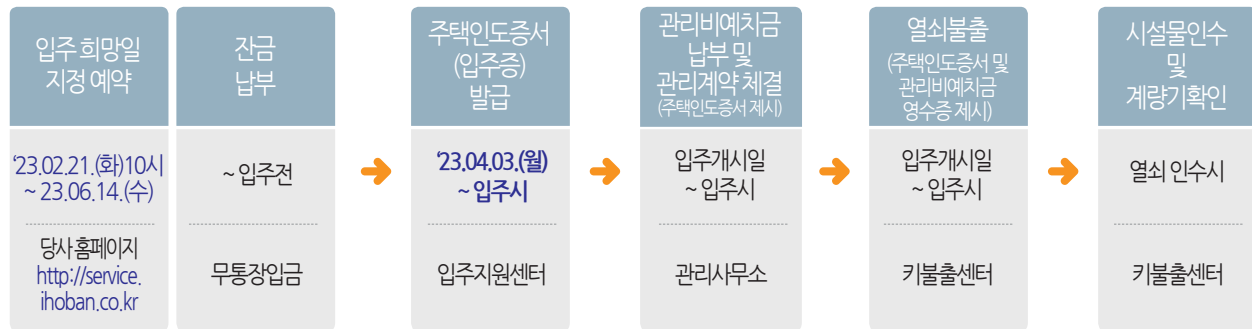 입주 희망일
지정 예약
‘23.02.21.(화)10시
~ 23.06.14.(수)
당사 홈페이지
http://service.
ihoban.co.kr
잔금
납부
~ 입주전
무통장입금
주택인도증서
(입주증)
발급
‘23.04.03.(월)
~ 입주시
입주지원센터
관리비예치금
납부 및
관리계약 체결
(주택인도증서 제시)
입주개시일
~ 입주시
관리사무소
열쇠불출
(주택인도증서 및
관리비예치금
영수증 제시)
입주개시일
~ 입주시
키불출센터
시설물인수
및
계량기확인
열쇠 인수시
키불출센터